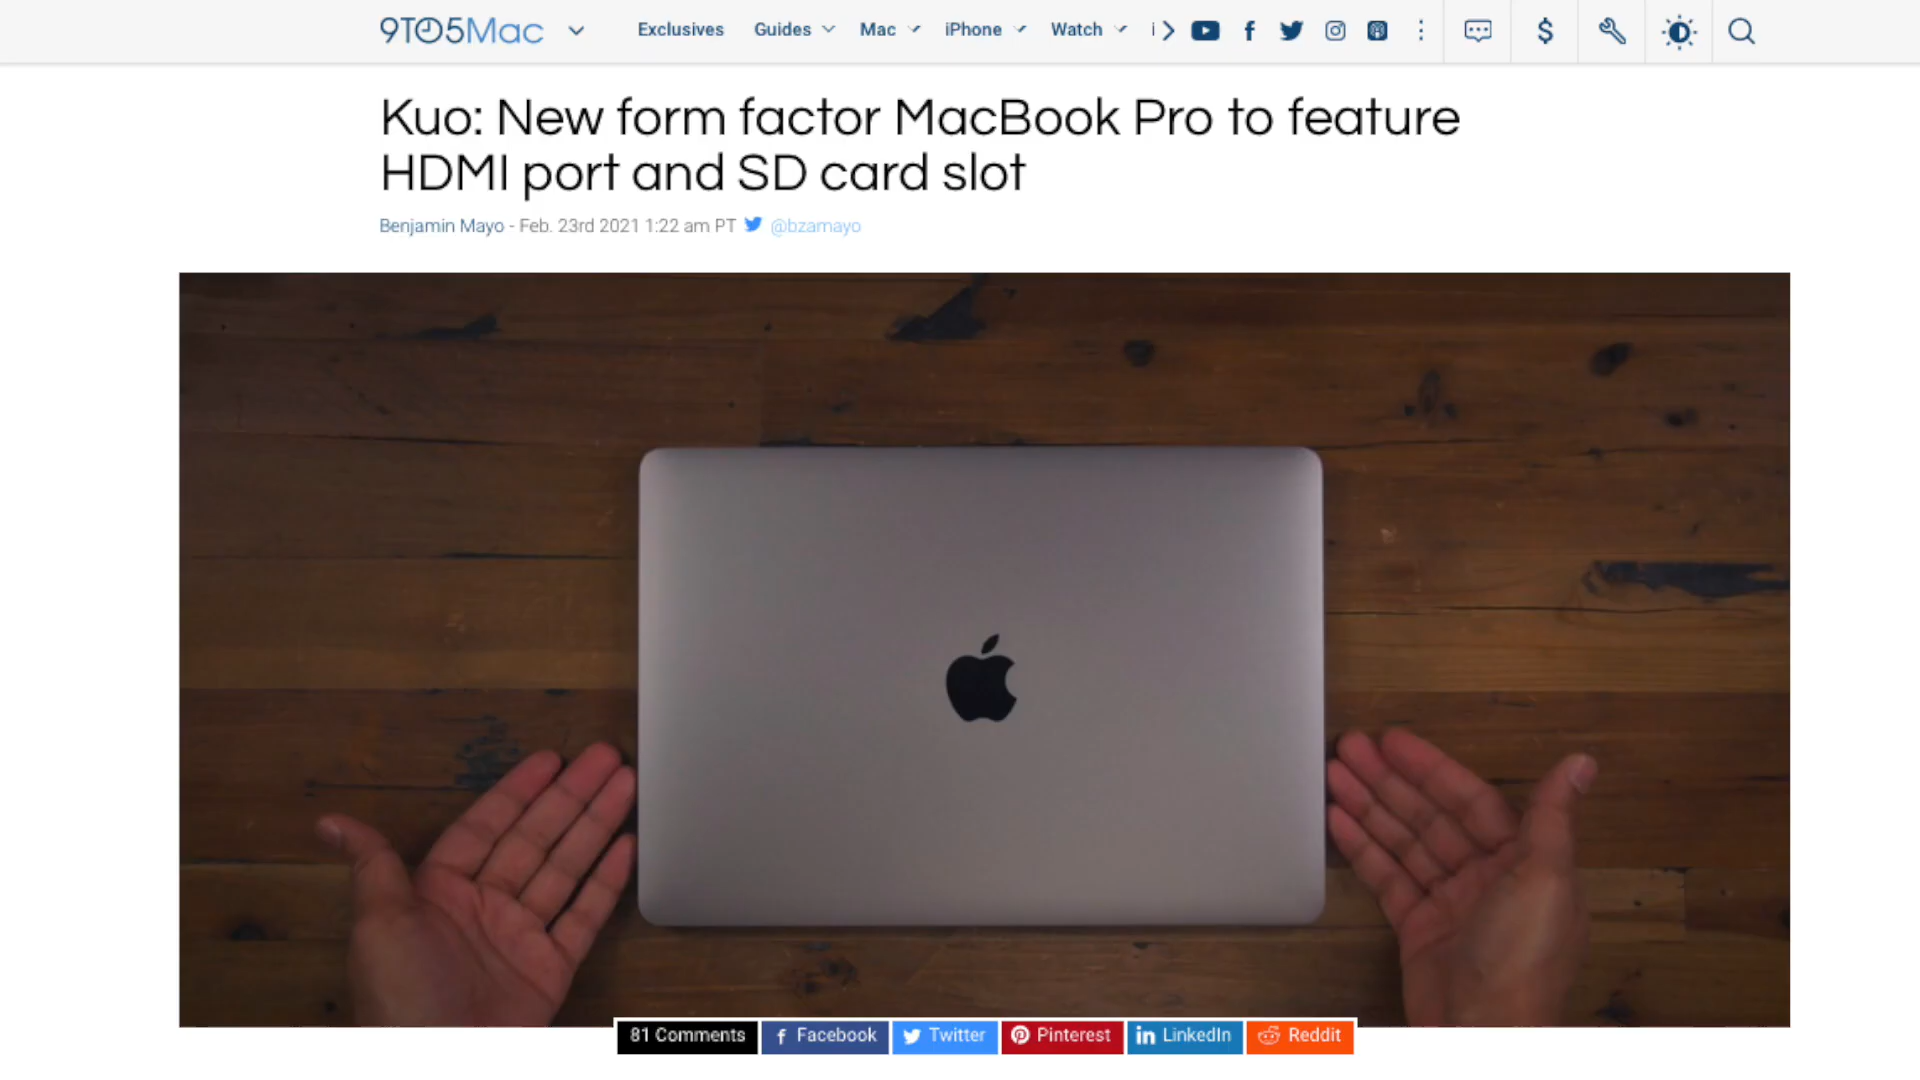 9TO5Mac Exclusives Guides Mac iPhone Watch i
Kuo: New form factor MacBook Pro to feature
HDMI port and SD card slot
Benjamin Mayo - Feb. 23rd 2021 1:22 am PT @bzamayo
81 Comments Facebook Twitter Pinterest LinkedIn Reddit